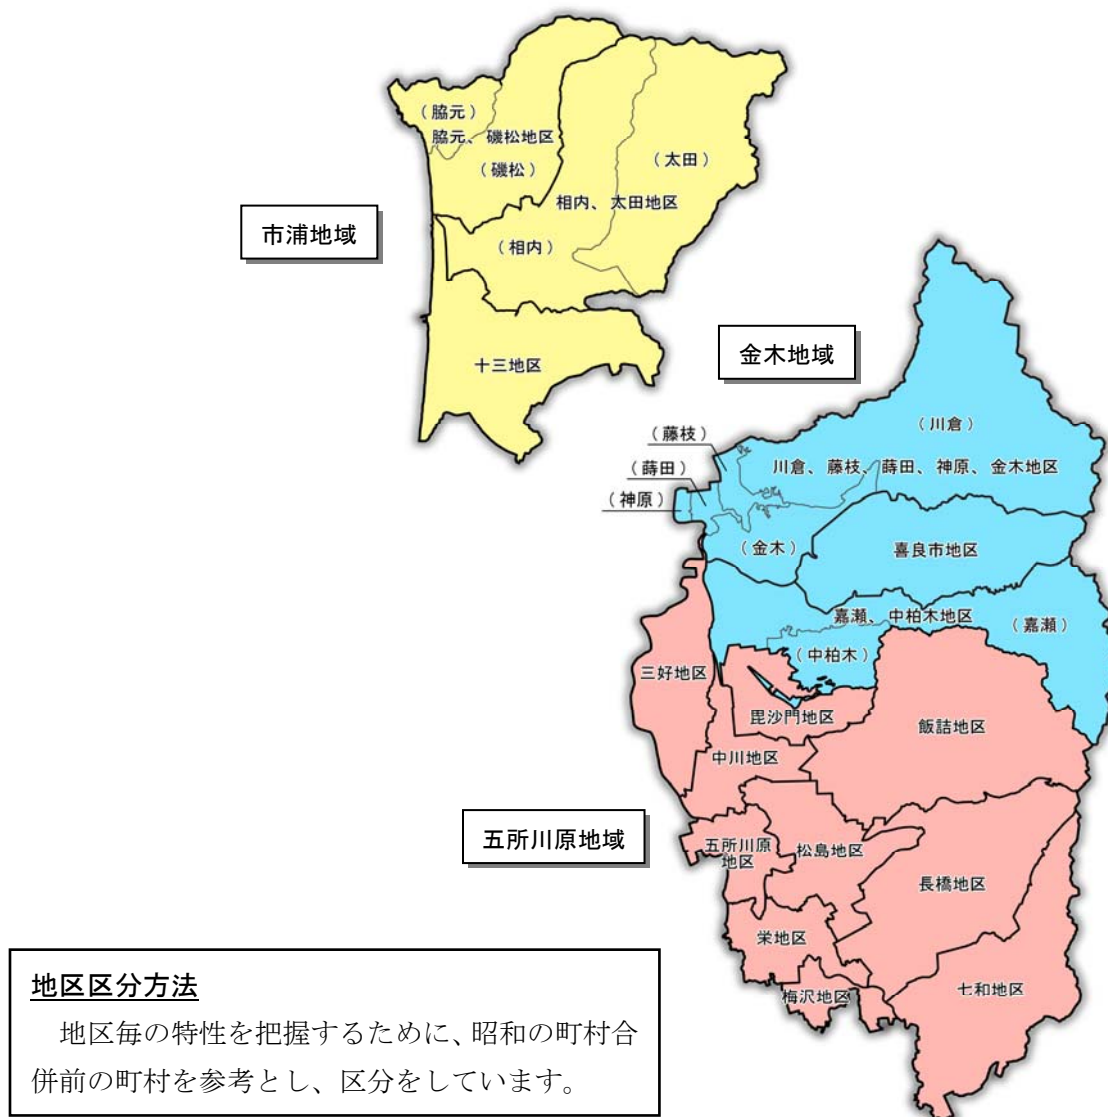 （脇元）
脇元、磯松地区
（磯松）
（太田）
相内、太田地区
（相内）
市浦地域
十三地区
金木地域
（川倉）
（藤枝）
川倉、藤枝、蒔田、神原、金木地区
（蒔田）
（神原）
（金木）
喜良市地区
嘉瀬、中柏木地区
（嘉瀬）
（中柏木）
三好地区
毘沙門地区
飯詰地区
中川地区
五所川原地域
五所川原
地区
松島地区
長橋地区
栄地区
梅沢地区
七和地区
地区区分方法
地区毎の特性を把握するために、昭和の町村合
併前の町村を参考とし、区分をしています。